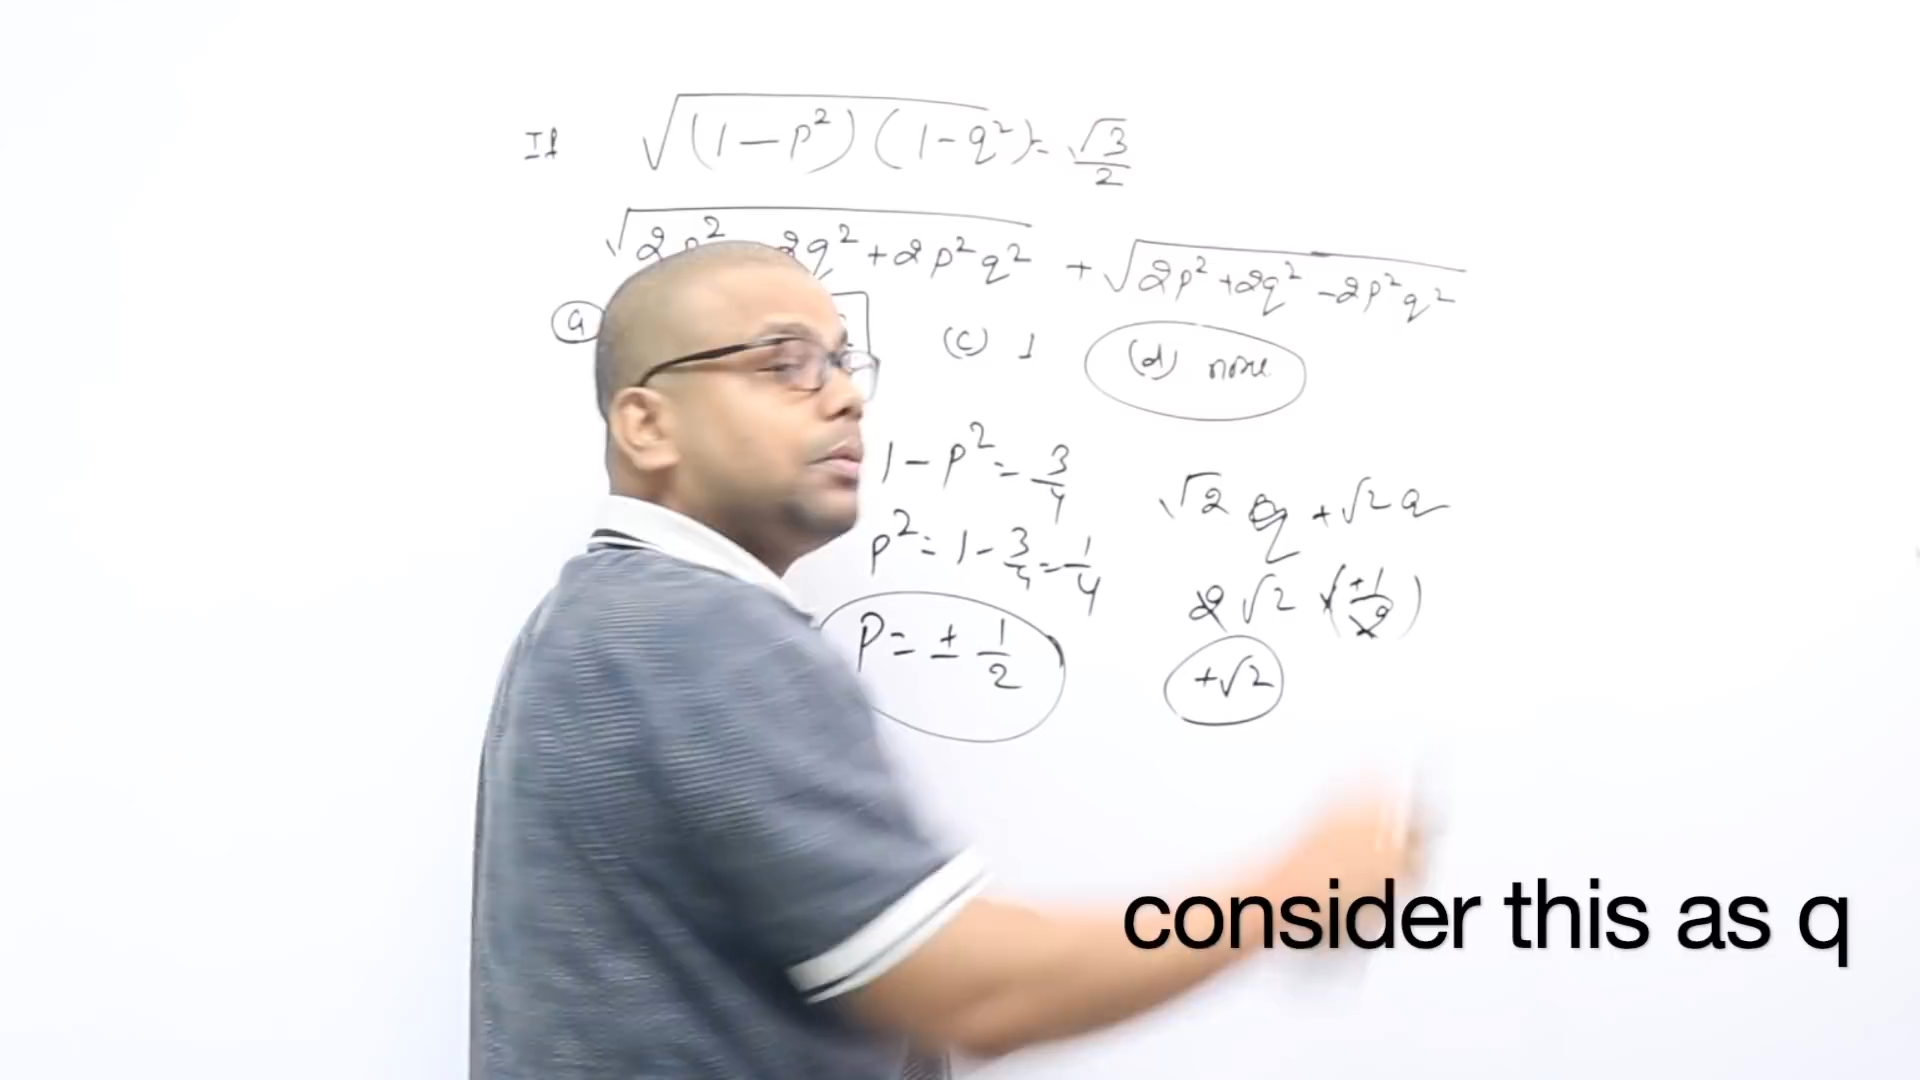 If √(1-p²)(1-q²) = √3/2
√2p² 2q²+2p²q² + √2p²+2q²-2p²q²
(a) (c) 1 (d) none
1-p² = 3/4
p² = 1-3/4 = 1/4
P = ± 1/2
√2 q + √2 q
2√2 × (+1/2)
+√2
consider this as q